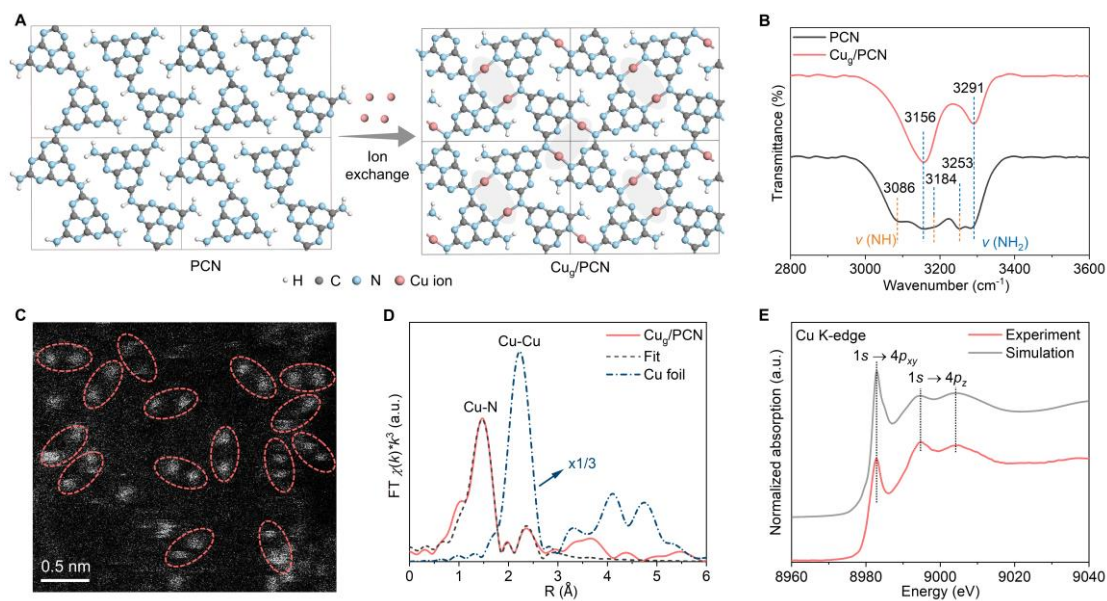 A
PCN
Ion
exchange
Cu₉/PCN
H C N Cu ion
B
PCN
Cu₉/PCN
3291
3156
3253
3184
3086
ν (NH)
ν (NH₂)
Transmittance (%)
2800 3000 3200 3400 3600
Wavenumber (cm⁻¹)
C
0.5 nm
D
Cu₉/PCN
Fit
Cu foil
Cu-Cu
Cu-N
x1/3
FT χ(k)*k³ (a.u.)
0 1 2 3 4 5 6
R (Å)
E
Cu K-edge
Experiment
Simulation
1s → 4pxy
1s → 4pz
Normalized absorption (a.u.)
8960 8980 9000 9020 9040
Energy (eV)